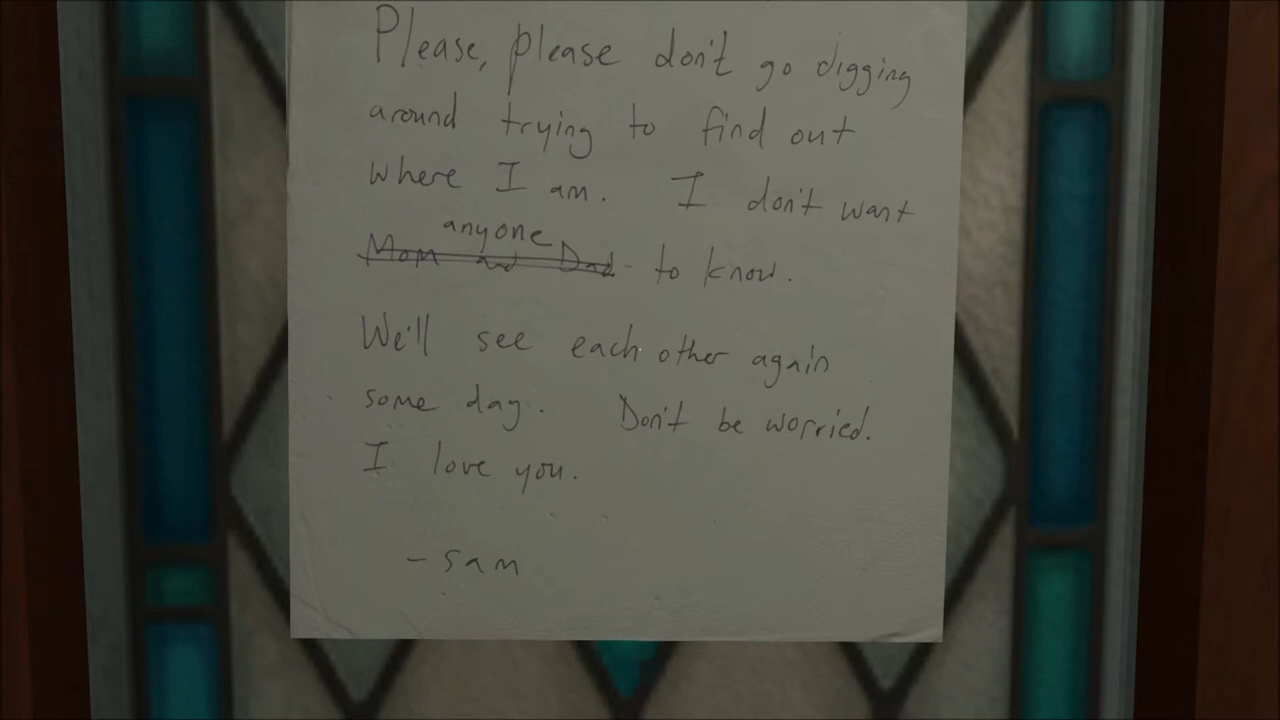 Please, please don't go digging
around trying to find out
where I am. I don't want
anyone
Mom and Dad to know.
We'll see each other again
some day. Don't be worried.
I love you.
- Sam